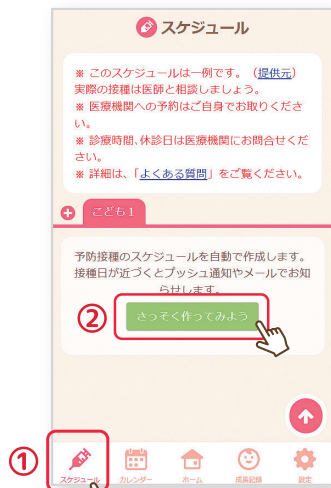 スケジュール
※ このスケジュールは一例です。（提供元）
実際の接種は医師と相談しましょう。
※ 医療機関への予約はご自身でお取りくださ
い。
※ 診療時間、休診日は医療機関にお問合せくだ
さい。
※ 詳細は、「よくある質問」をご覧ください。
こども1
予防接種のスケジュールを自動で作成します。
接種日が近づくとプッシュ通知やメールでお知
らせします。
② さっそく作ってみよう
①
スケジュール カレンダー ホーム 成長記録 設定